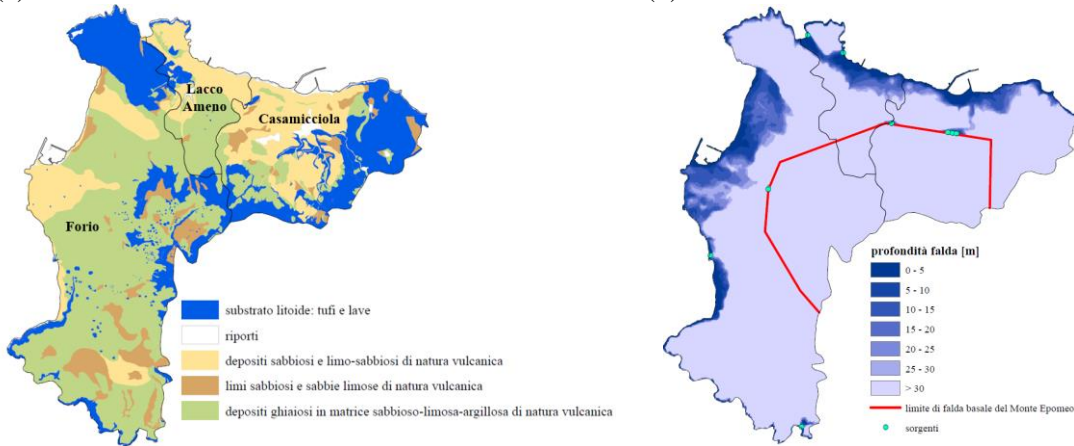 Lacco
Ameno
Casamicciola
Forio
substrato litoide: tufi e lave
riporti
depositi sabbiosi e limo-sabbiosi di natura vulcanica
limi sabbiosi e sabbie limose di natura vulcanica
depositi ghiaiosi in matrice sabbioso-limosa-argillosa di natura vulcanica
profondità falda [m]
0 - 5
5 - 10
10 - 15
15 - 20
20 - 25
25 - 30
> 30
limite di falda basale del Monte Epomeo
sorgenti